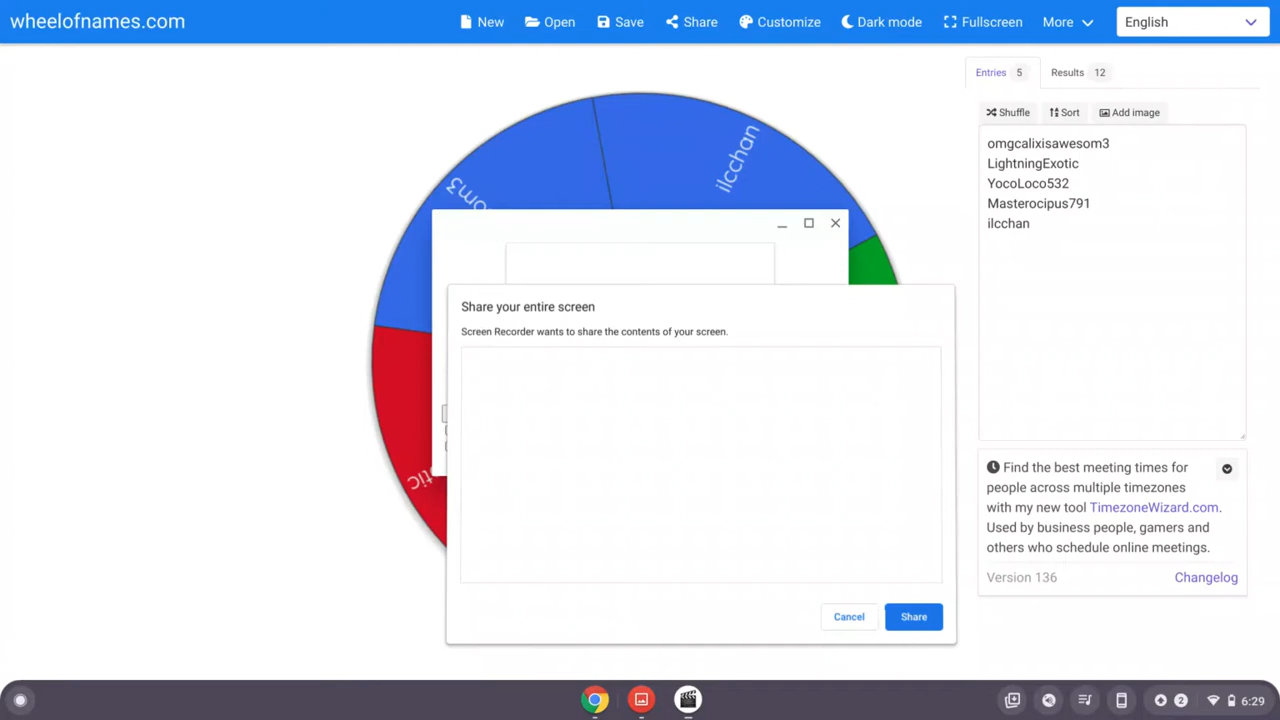 wheelofnames.com
New
Open
Save
Share
Customize
Dark mode
Fullscreen
More
English
Entries 5
Results 12
Shuffle
Sort
Add image
omgcalixisawesom3
LightningExotic
YocoLoco532
Masterocipus791
ilcchan
ilcchan
om3
otic
Share your entire screen
Screen Recorder wants to share the contents of your screen.
Cancel
Share
Find the best meeting times for
people across multiple timezones
with my new tool TimezoneWizard.com.
Used by business people, gamers and
others who schedule online meetings.
Version 136
Changelog
2
6:29